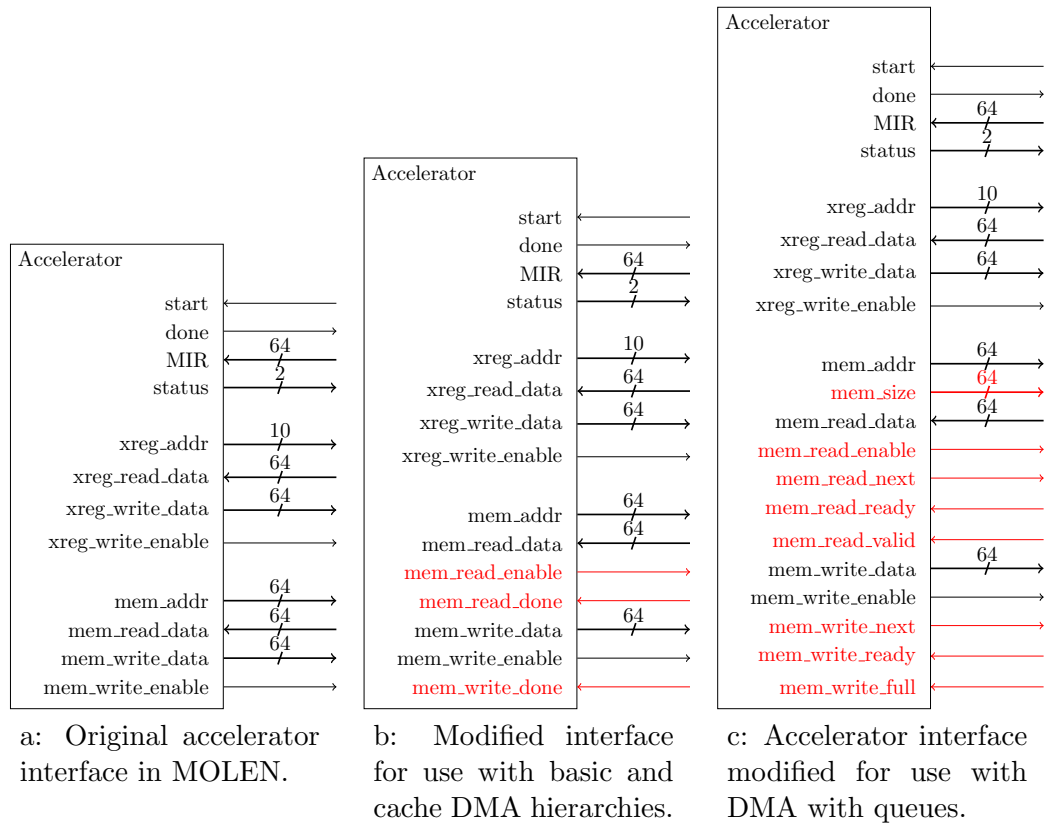 Accelerator
start
done
MIR 64
status 2
xreg_addr 10
xreg_read_data 64
xreg_write_data 64
xreg_write_enable
mem_addr 64
mem_read_data 64
mem_write_data 64
mem_write_enable
a: Original accelerator
interface in MOLEN.
Accelerator
start
done
MIR 64
status 2
xreg_addr 10
xreg_read_data 64
xreg_write_data 64
xreg_write_enable
mem_addr 64
mem_read_data 64
mem_read_enable
mem_read_done
mem_write_data 64
mem_write_enable
mem_write_done
b: Modified interface
for use with basic and
cache DMA hierarchies.
Accelerator
start
done
MIR 64
status 2
xreg_addr 10
xreg_read_data 64
xreg_write_data 64
xreg_write_enable
mem_addr 64
mem_size 64
mem_read_data 64
mem_read_enable
mem_read_next
mem_read_ready
mem_read_valid
mem_write_data 64
mem_write_enable
mem_write_next
mem_write_ready
mem_write_full
c: Accelerator interface
modified for use with
DMA with queues.